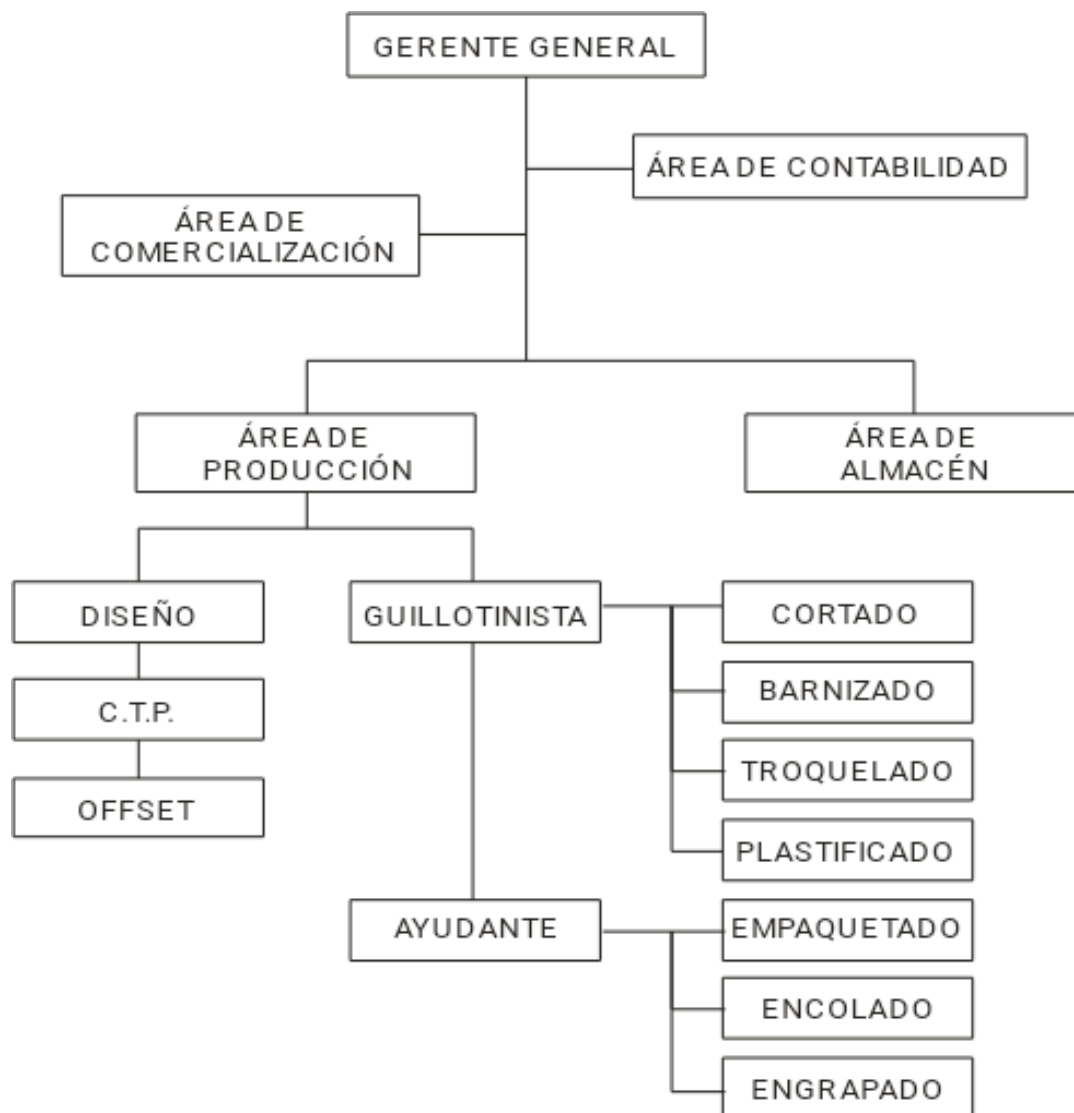 GERENTE GENERAL
ÁREA DE CONTABILIDAD
ÁREA DE
COMERCIALIZACIÓN
ÁREA DE
PRODUCCIÓN
ÁREA DE
ALMACÉN
DISEÑO
GUILLOTINISTA
CORTADO
C.T.P.
BARNIZADO
OFFSET
TROQUELADO
PLASTIFICADO
AYUDANTE
EMPAQUETADO
ENCOLADO
ENGRAPADO